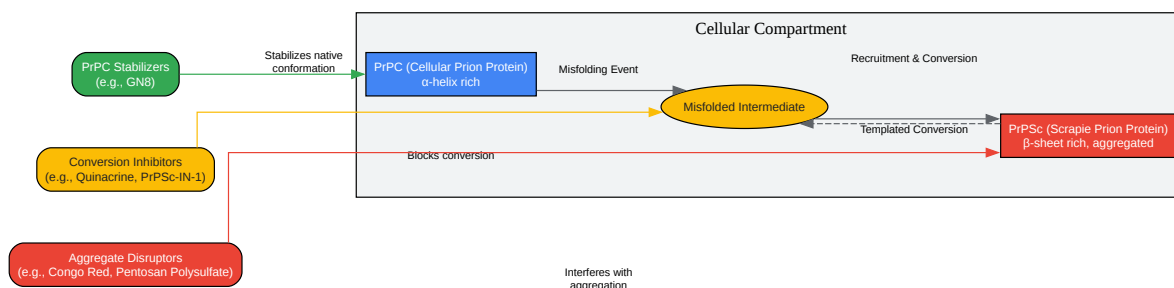 Cellular Compartment
PrPC Stabilizers
(e.g., GN8)
Stabilizes native
conformation
PrPC (Cellular Prion Protein)
α-helix rich
Misfolding Event
Recruitment & Conversion
Misfolded Intermediate
Templated Conversion
PrPSc (Scrapie Prion Protein)
β-sheet rich, aggregated
Conversion Inhibitors
(e.g., Quinacrine, PrPSc-IN-1)
Blocks conversion
Aggregate Disruptors
(e.g., Congo Red, Pentosan Polysulfate)
Interferes with
aggregation